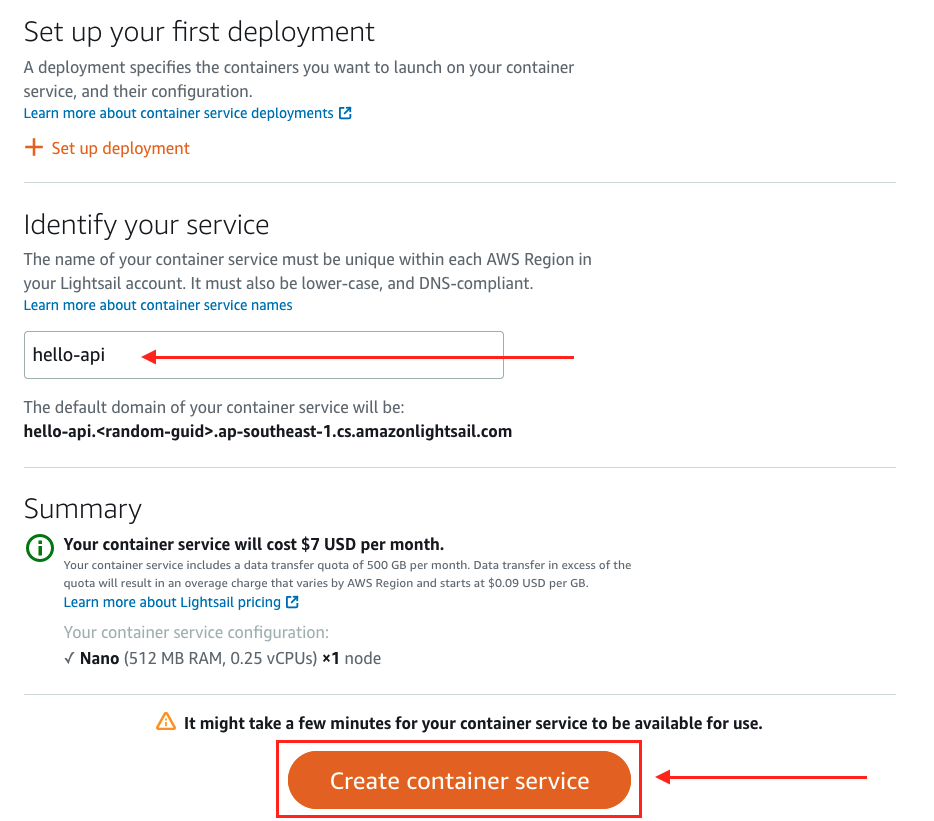 Set up your first deployment
A deployment specifies the containers you want to launch on your container
service, and their configuration.
Learn more about container service deployments
Set up deployment
Identify your service
The name of your container service must be unique within each AWS Region in
your Lightsail account. It must also be lower-case, and DNS-compliant.
Learn more about container service names
hello-api
The default domain of your container service will be:
hello-api.<random-guid>.ap-southeast-1.cs.amazonlightsail.com
Summary
Your container service will cost $7 USD per month.
Your container service includes a data transfer quota of 500 GB per month. Data transfer in excess of the
quota will result in an overage charge that varies by AWS Region and starts at $0.09 USD per GB.
Learn more about Lightsail pricing
Your container service configuration:
✓ Nano (512 MB RAM, 0.25 vCPUs) ×1 node
It might take a few minutes for your container service to be available for use.
Create container service